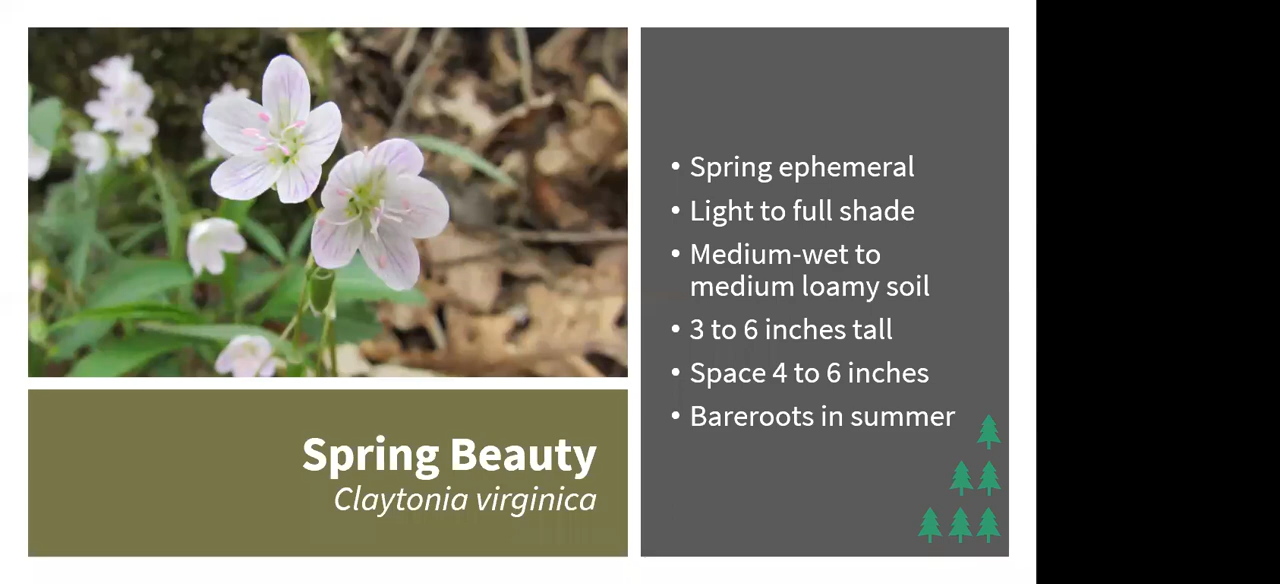 Spring Beauty
Claytonia virginica
• Spring ephemeral
• Light to full shade
• Medium-wet to
medium loamy soil
• 3 to 6 inches tall
• Space 4 to 6 inches
• Bareroots in summer